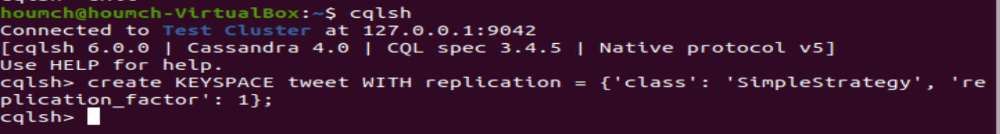 houmch@houmch-VirtualBox:~$ cqlsh
Connected to Test Cluster at 127.0.0.1:9042
[cqlsh 6.0.0 | Cassandra 4.0 | CQL spec 3.4.5 | Native protocol v5]
Use HELP for help.
cqlsh> create KEYSPACE tweet WITH replication = {'class': 'SimpleStrategy', 're
plication_factor': 1};
cqlsh>